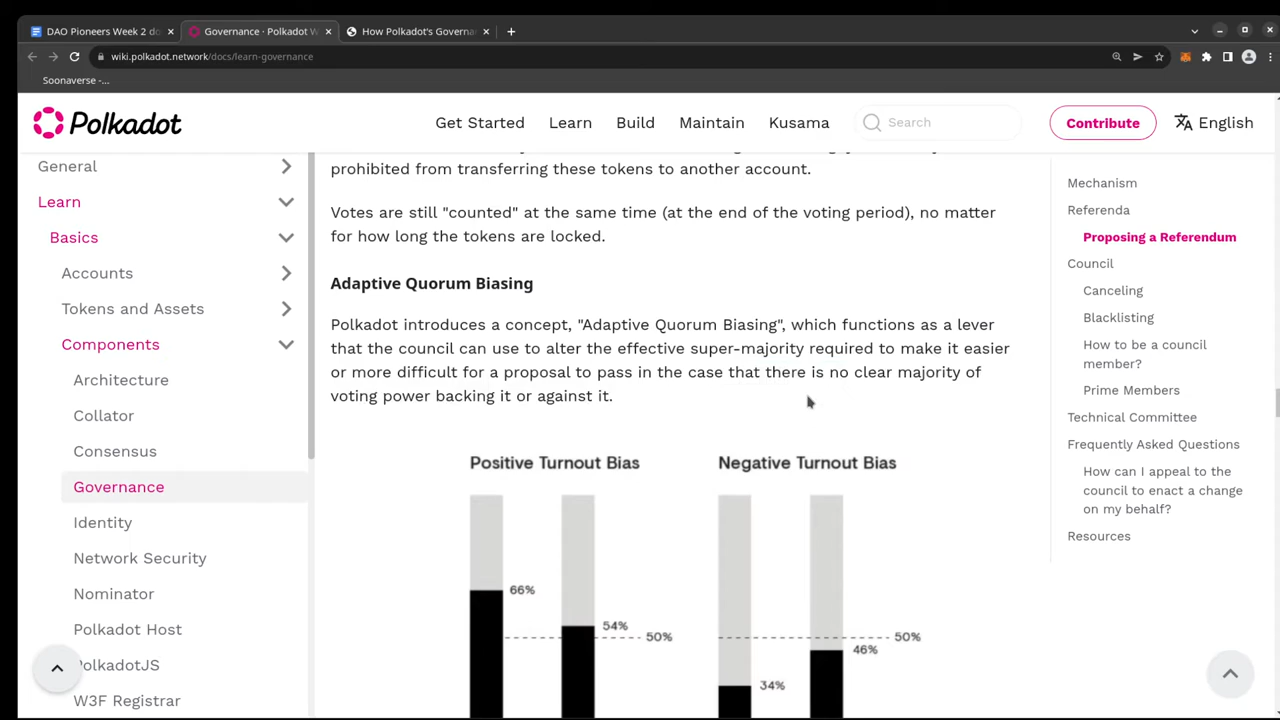 DAO Pioneers Week 2 do
Governance · Polkadot W
How Polkadot's Governa
wiki.polkadot.network/docs/learn-governance
Soonaverse -...
Polkadot
Get Started
Learn
Build
Maintain
Kusama
Search
Contribute
English
General
Learn
Basics
Accounts
Tokens and Assets
Components
Architecture
Collator
Consensus
Governance
Identity
Network Security
Nominator
Polkadot Host
PolkadotJS
W3F Registrar
prohibited from transferring these tokens to another account.
Votes are still "counted" at the same time (at the end of the voting period), no matter
for how long the tokens are locked.
Adaptive Quorum Biasing
Polkadot introduces a concept, "Adaptive Quorum Biasing", which functions as a lever
that the council can use to alter the effective super-majority required to make it easier
or more difficult for a proposal to pass in the case that there is no clear majority of
voting power backing it or against it.
Positive Turnout Bias
66%
54%
50%
Negative Turnout Bias
50%
46%
34%
Mechanism
Referenda
Proposing a Referendum
Council
Canceling
Blacklisting
How to be a council
member?
Prime Members
Technical Committee
Frequently Asked Questions
How can I appeal to the
council to enact a change
on my behalf?
Resources